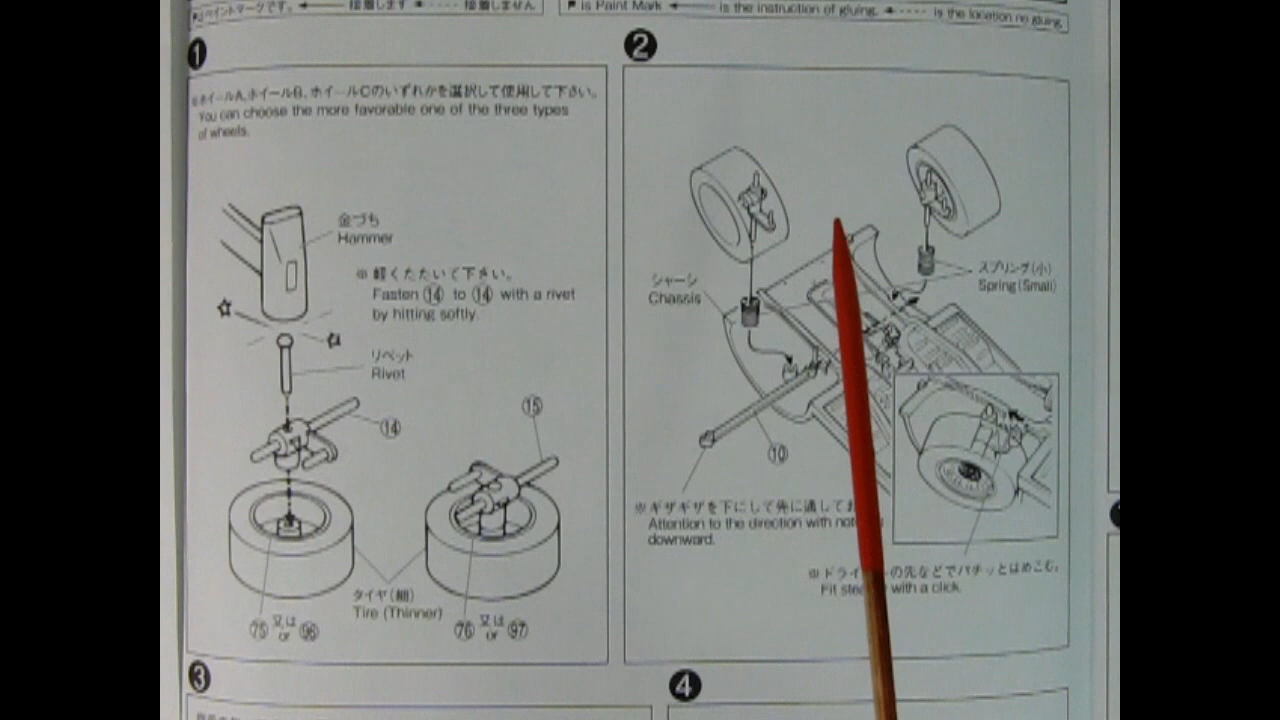 ペイントマークです。 接着します 接着しません
is Paint Mark is the instruction of gluing. is the location no gluing.
1
※ホイールA、ホイールB、ホイールCのいずれかを選択して使用して下さい。
You can choose the more favorable one of the three types
of wheels.
金づち
Hammer
※ 軽くたたいて下さい。
Fasten ⑭ to ⑭ with a rivet
by hitting softly.
リベット
Rivet
⑭
⑮
タイヤ(細)
Tire (Thinner)
75 又は or 96
76 又は or 97
2
シャーシ
Chassis
スプリング(小)
Spring(Small)
⑩
※ギザギザを下にして先に通して
Attention to the direction with
downward.
の先などでパチッとはめこむ。
Fit with a click.
3
4